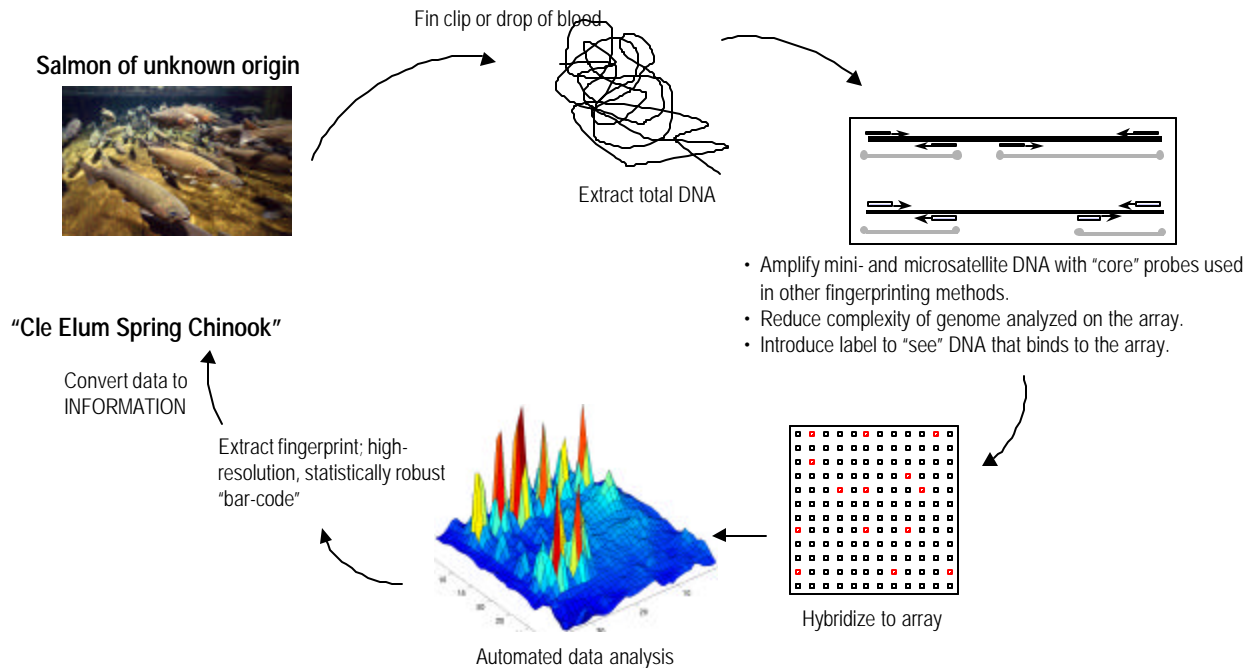 Fin clip or drop of blood
Salmon of unknown origin
Extract total DNA
• Amplify mini- and microsatellite DNA with “core” probes used
in other fingerprinting methods.
• Reduce complexity of genome analyzed on the array.
• Introduce label to “see” DNA that binds to the array.
Hybridize to array
Automated data analysis
Extract fingerprint; high-
resolution, statistically robust
“bar-code”
Convert data to
INFORMATION
“Cle Elum Spring Chinook”